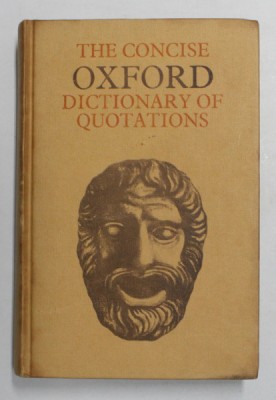 THE CONCISE
OXFORD
DICTIONARY OF
QUOTATIONS